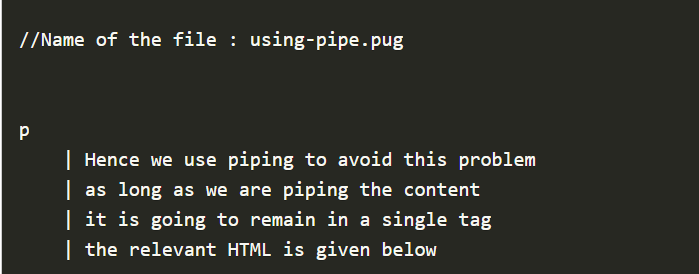 //Name of the file : using-pipe.pug
p
| Hence we use piping to avoid this problem
| as long as we are piping the content
| it is going to remain in a single tag
| the relevant HTML is given below